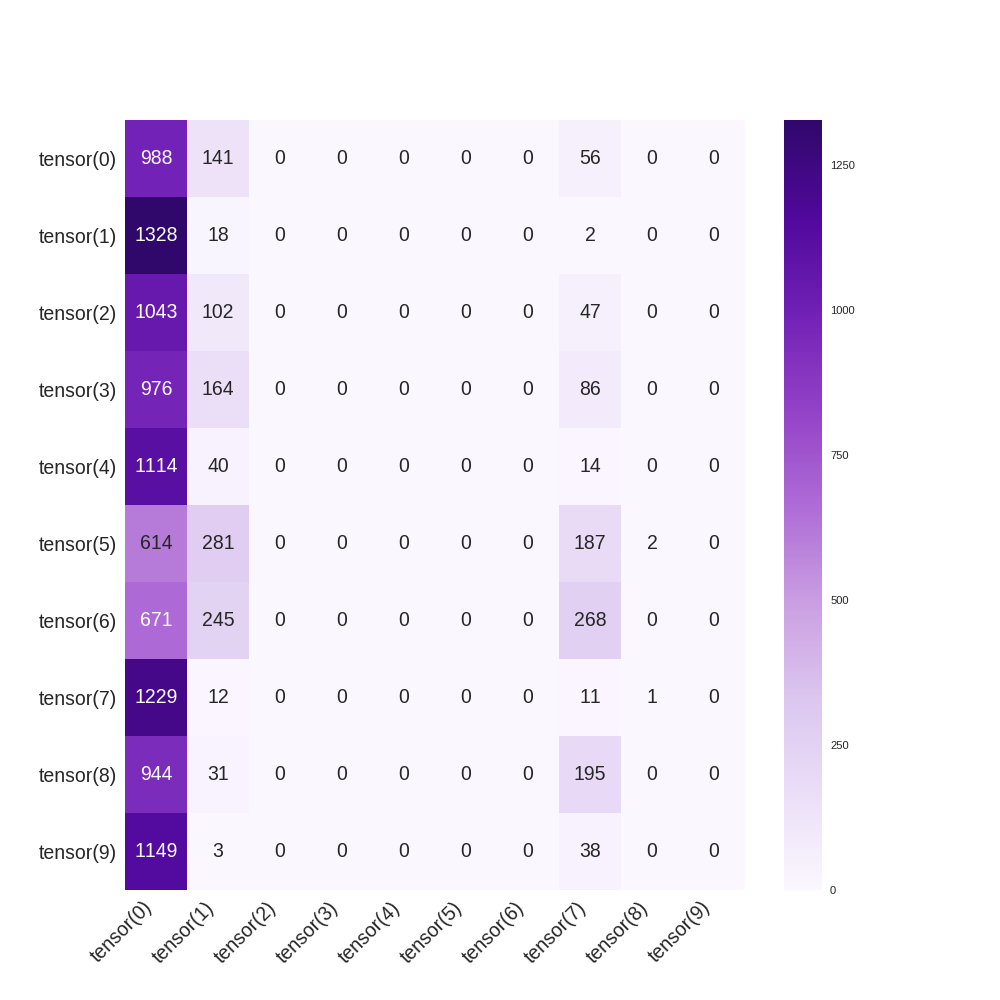 tensor(0) 988 141 0 0 0 0 0 56 0 0
tensor(1) 1328 18 0 0 0 0 0 2 0 0
tensor(2) 1043 102 0 0 0 0 0 47 0 0
tensor(3) 976 164 0 0 0 0 0 86 0 0
tensor(4) 1114 40 0 0 0 0 0 14 0 0
tensor(5) 614 281 0 0 0 0 0 187 2 0
tensor(6) 671 245 0 0 0 0 0 268 0 0
tensor(7) 1229 12 0 0 0 0 0 11 1 0
tensor(8) 944 31 0 0 0 0 0 195 0 0
tensor(9) 1149 3 0 0 0 0 0 38 0 0
tensor(0) tensor(1) tensor(2) tensor(3) tensor(4) tensor(5) tensor(6) tensor(7) tensor(8) tensor(9)
1250
1000
750
500
250
0